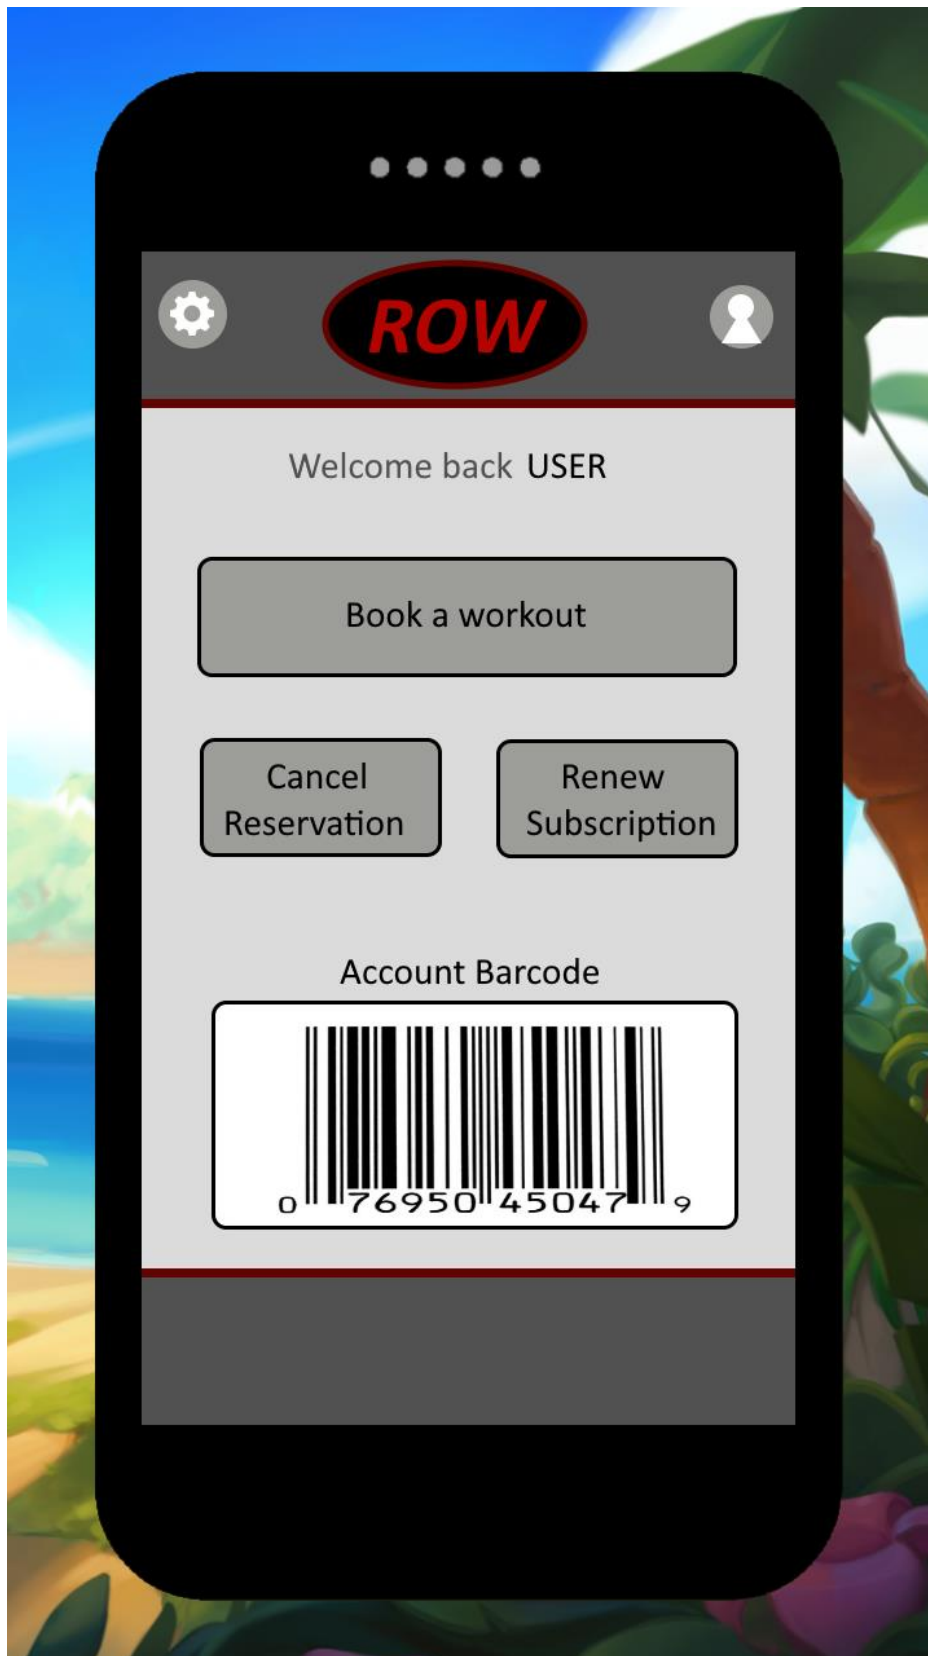 ROW
Welcome back USER
Book a workout
Cancel
Reservation
Renew
Subscription
Account Barcode
0 76950 45047 9